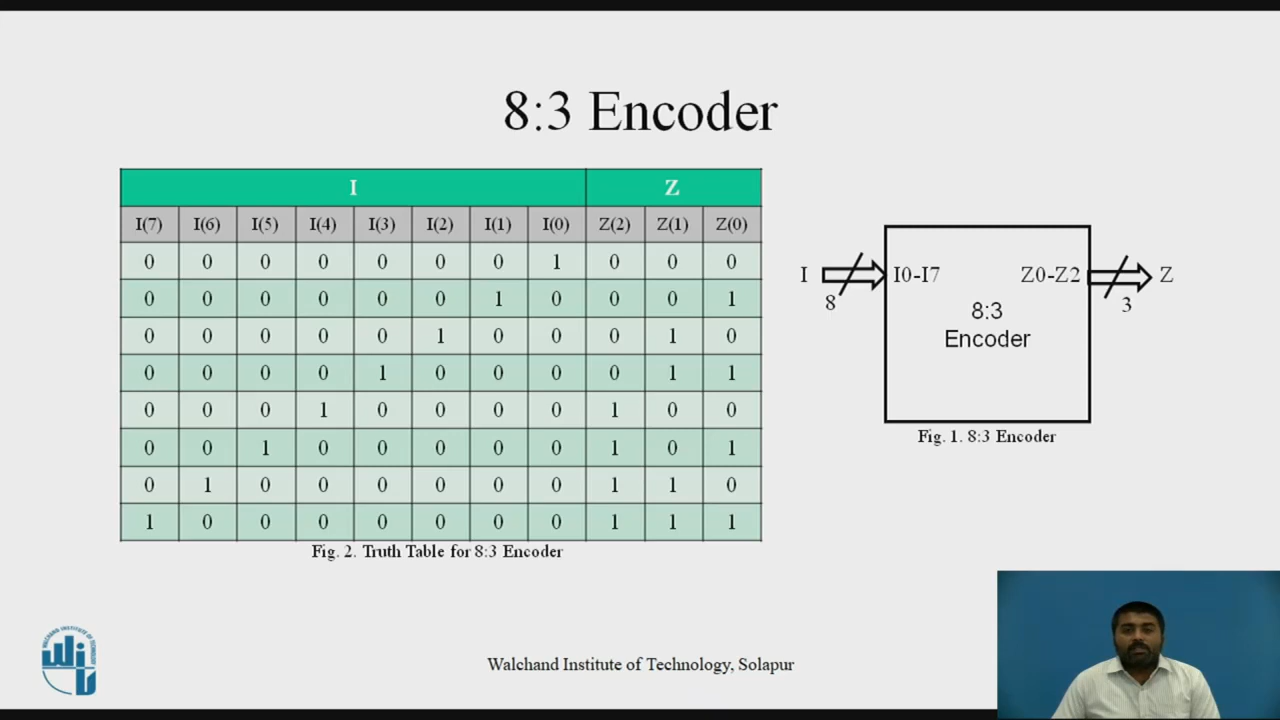 8:3 Encoder
I Z
I(7) I(6) I(5) I(4) I(3) I(2) I(1) I(0) Z(2) Z(1) Z(0)
0 0 0 0 0 0 0 1 0 0 0
0 0 0 0 0 0 1 0 0 0 1
0 0 0 0 0 1 0 0 0 1 0
0 0 0 0 1 0 0 0 0 1 1
0 0 0 1 0 0 0 0 1 0 0
0 0 1 0 0 0 0 0 1 0 1
0 1 0 0 0 0 0 0 1 1 0
1 0 0 0 0 0 0 0 1 1 1
Fig. 2. Truth Table for 8:3 Encoder
I I0-I7 Z0-Z2 Z
8 3
8:3
Encoder
Fig. 1. 8:3 Encoder
WALCHAND INSTITUTE OF TECHNOLOGY
WIT
Walchand Institute of Technology, Solapur